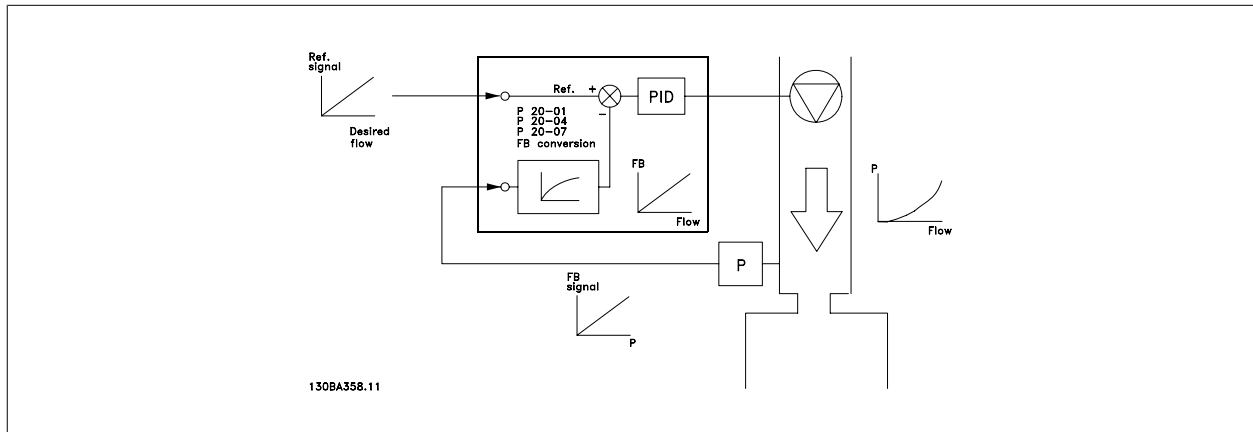 Ref.
signal
Desired
flow
Ref. +
PID
-
P 20-01
P 20-04
P 20-07
FB conversion
FB
Flow
P
Flow
P
FB
signal
P
130BA358.11